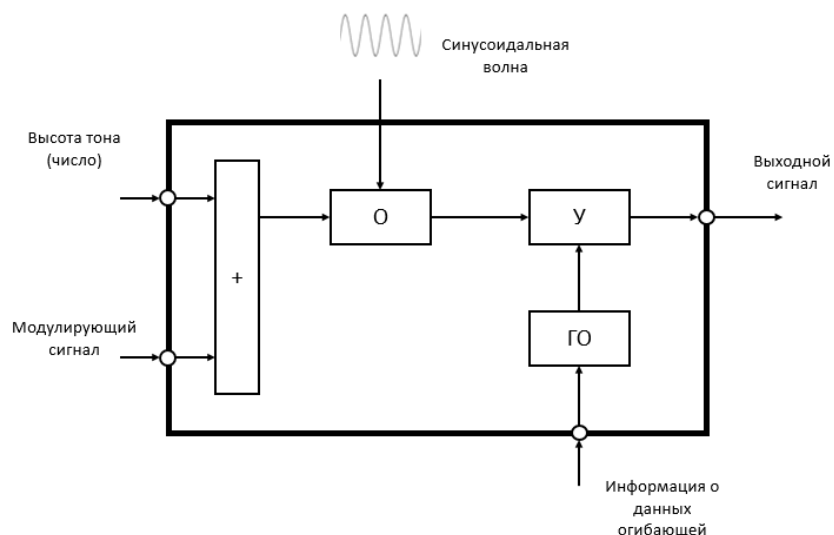 Синусоидальная
волна
Высота тона
(число)
Выходной
сигнал
О
У
+
Модулирующий
сигнал
ГО
Информация о
данных
огибающей